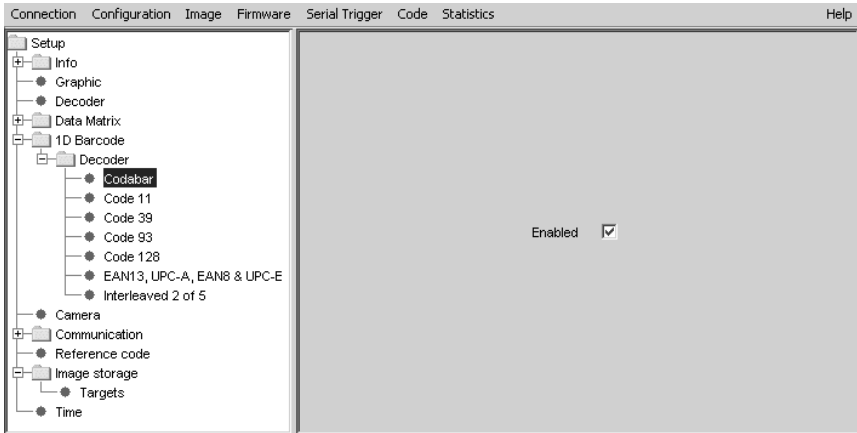 Connection Configuration Image Firmware Serial Trigger Code Statistics Help
Setup
Info
Graphic
Decoder
Data Matrix
1D Barcode
Decoder
Codabar
Code 11
Code 39
Code 93
Enabled
Code 128
EAN13, UPC-A, EAN8 & UPC-E
Interleaved 2 of 5
Camera
Communication
Reference code
Image storage
Targets
Time